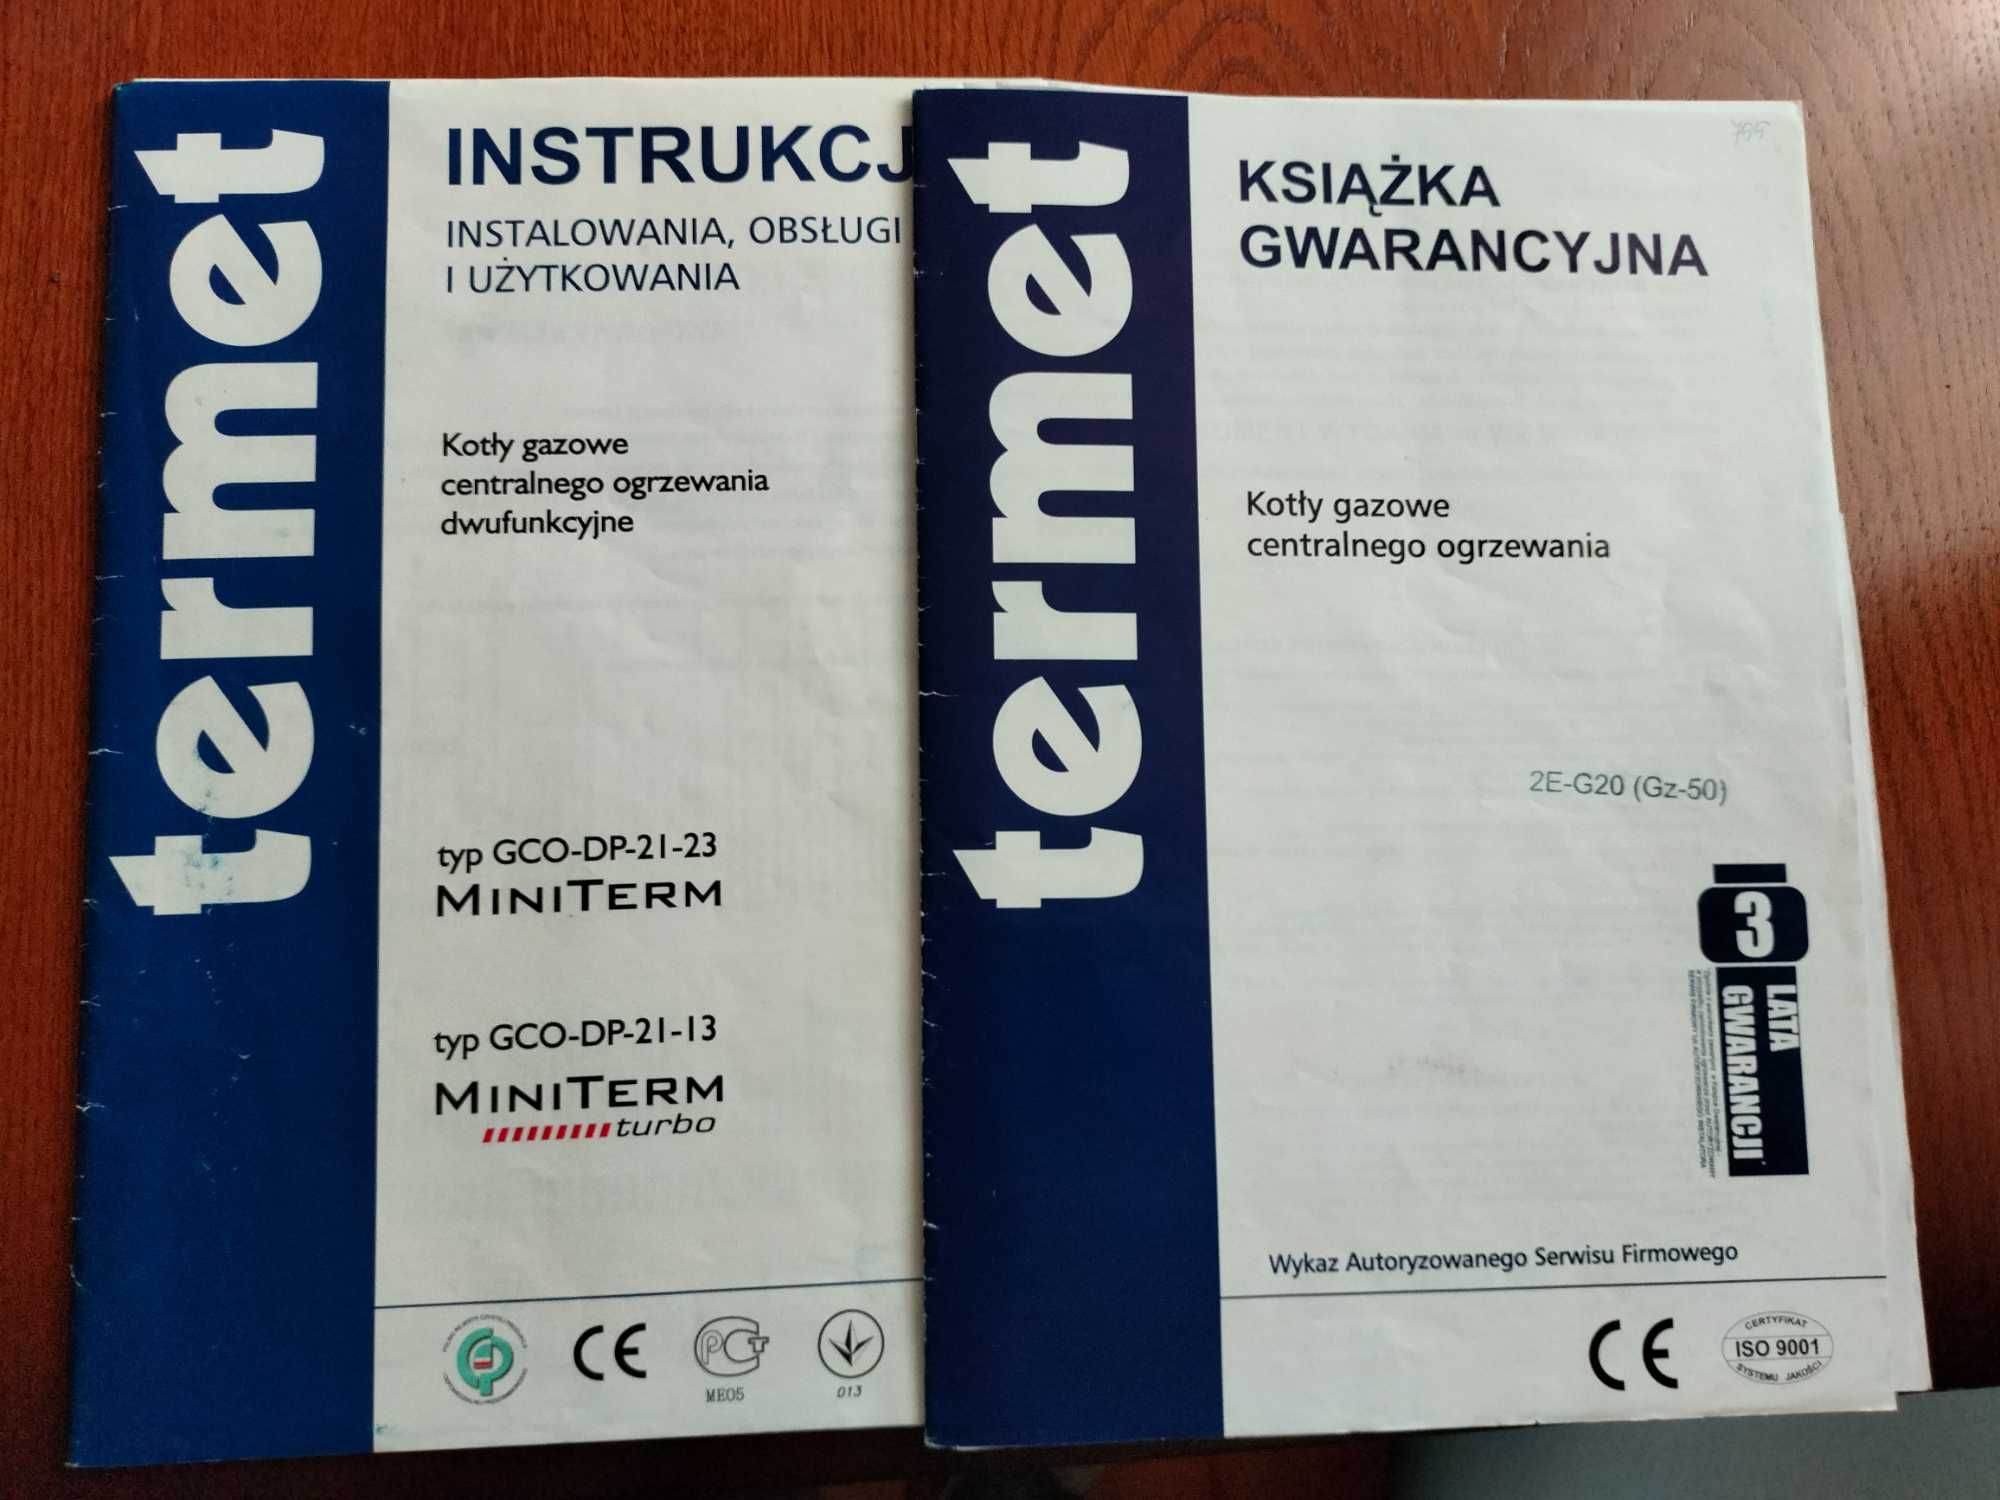 termet
INSTRUKCJ
INSTALOWANIA, OBSŁUGI
I UŻYTKOWANIA
Kotły gazowe
centralnego ogrzewania
dwufunkcyjne
typ GCO-DP-21-23
MINITERM
typ GCO-DP-21-13
MINITERM
turbo
CE
PCT
ME05
013
termet
755
KSIĄŻKA
GWARANCYJNA
Kotły gazowe
centralnego ogrzewania
2E-G20 (Gz-50)
3
LATA
GWARANCJI*
Wykaz Autoryzowanego Serwisu Firmowego
CE
CERTYFIKAT
ISO 9001
SYSTEMU JAKOŚCI